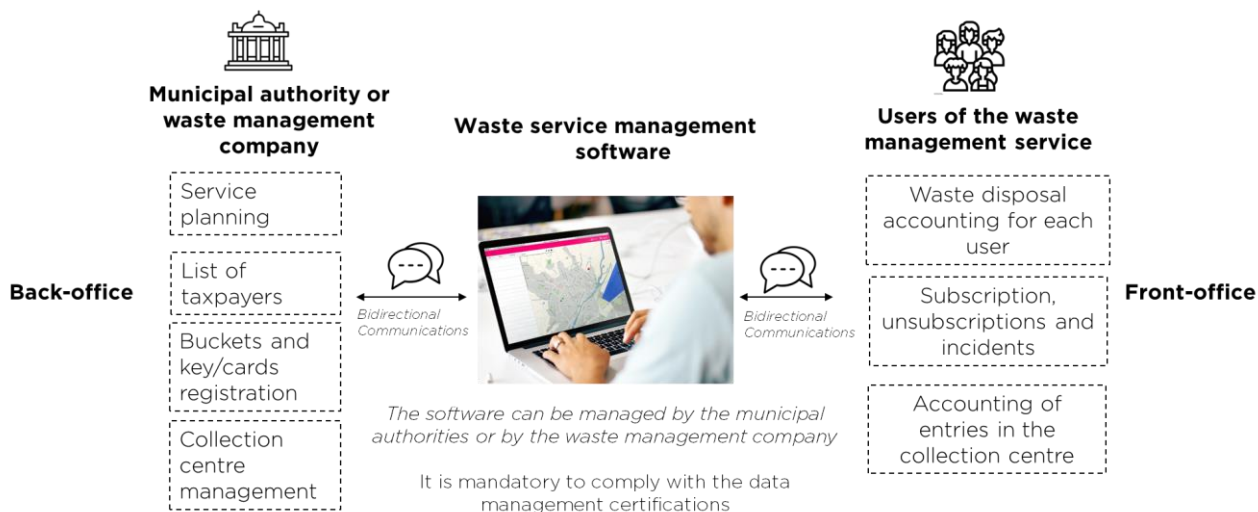 Municipal authority or
waste management
company
Service
planning
List of
taxpayers
Buckets and
key/cards
registration
Collection
centre
management
Back-office
Bidirectional
Communications
Waste service management
software
The software can be managed by the municipal
authorities or by the waste management company
It is mandatory to comply with the data
management certifications
Bidirectional
Communications
Users of the waste
management service
Waste disposal
accounting for each
user
Subscription,
unsubscriptions and
incidents
Accounting of
entries in the
collection centre
Front-office